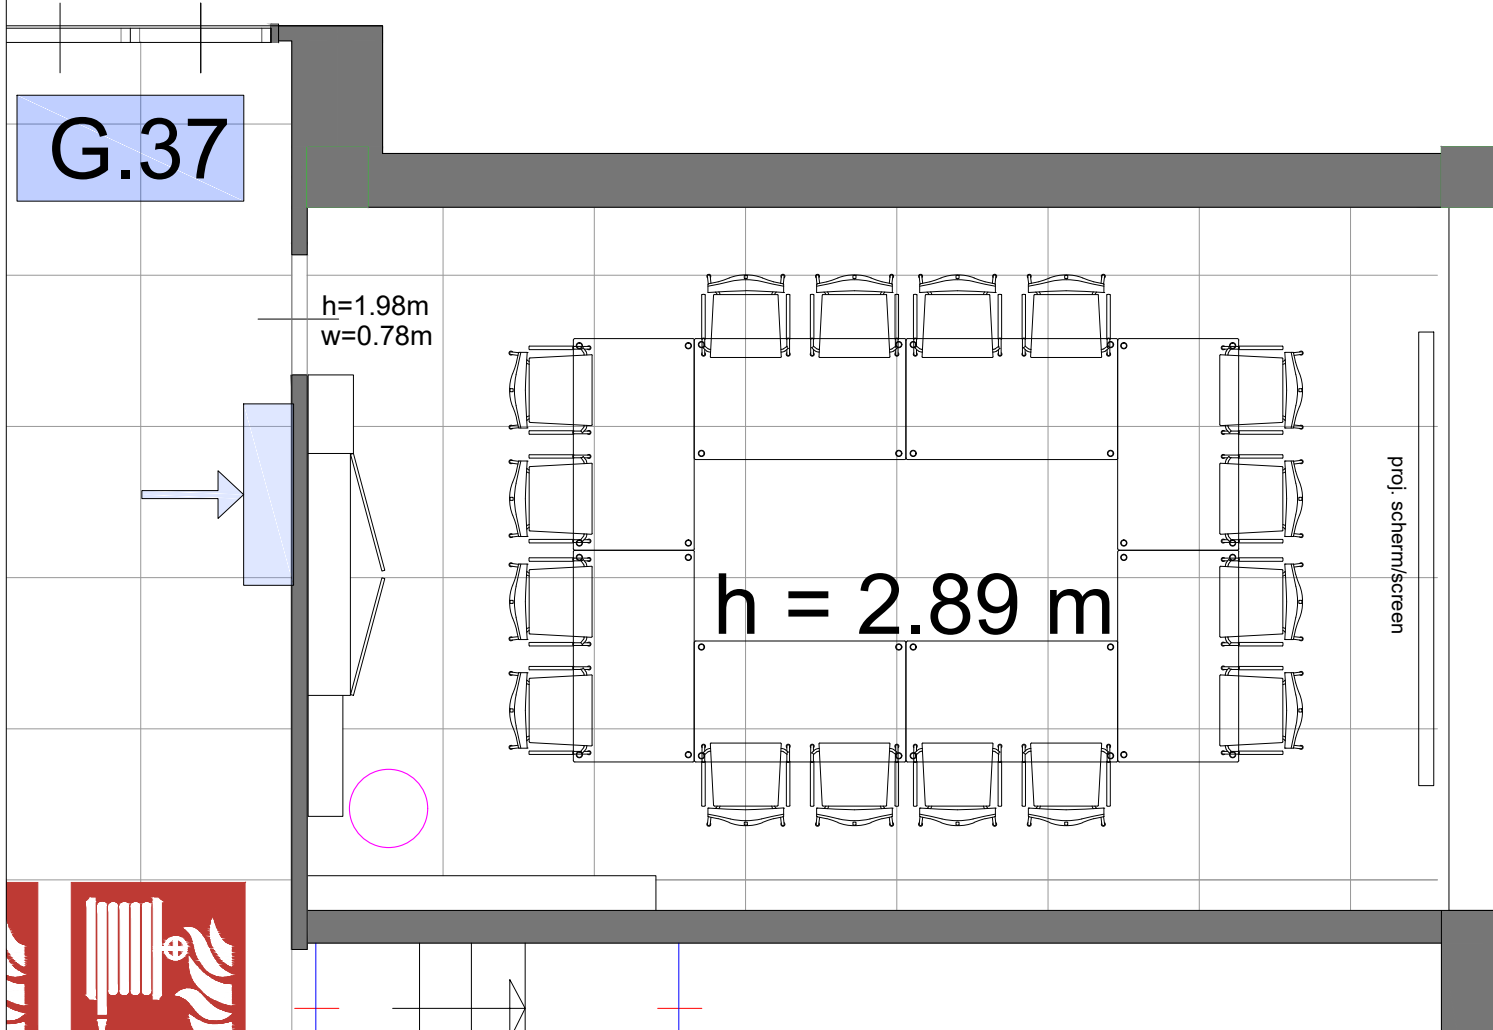 G.37
h=1.98m
w=0.78m
proj. scherm/screen
h = 2.89 m